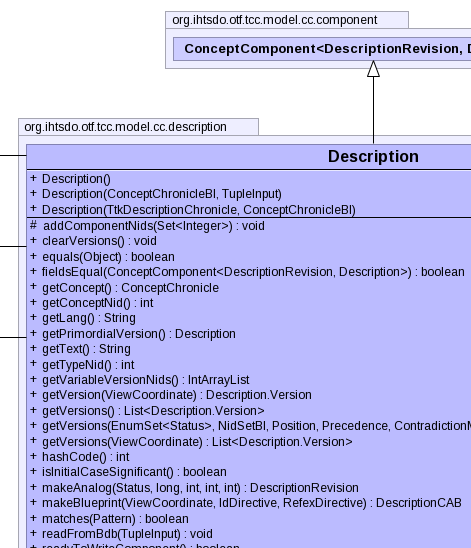 org.ihtsdo.otf.tcc.model.cc.component
ConceptComponent<DescriptionRevision,
org.ihtsdo.otf.tcc.model.cc.description
Description
+ Description()
+ Description(ConceptChronicleBI, TupleInput)
+ Description(TtkDescriptionChronicle, ConceptChronicleBI)
# addComponentNids(Set<Integer>) : void
+ clearVersions() : void
+ equals(Object) : boolean
+ fieldsEqual(ConceptComponent<DescriptionRevision, Description>) : boolean
+ getConcept() : ConceptChronicle
+ getConceptNid() : int
+ getLang() : String
+ getPrimordialVersion() : Description
+ getText() : String
+ getTypeNid() : int
+ getVariableVersionNids() : IntArrayList
+ getVersion(ViewCoordinate) : Description.Version
+ getVersions() : List<Description.Version>
+ getVersions(EnumSet<Status>, NidSetBI, Position, Precedence, ContradictionM
+ getVersions(ViewCoordinate) : List<Description.Version>
+ hashCode() : int
+ isInitialCaseSignificant() : boolean
+ makeAnalog(Status, long, int, int, int) : DescriptionRevision
+ makeBlueprint(ViewCoordinate, IdDirective, RefexDirective) : DescriptionCAB
+ matches(Pattern) : boolean
+ readFromBdb(TupleInput) : void
+ readyToWriteComponent() : boolean